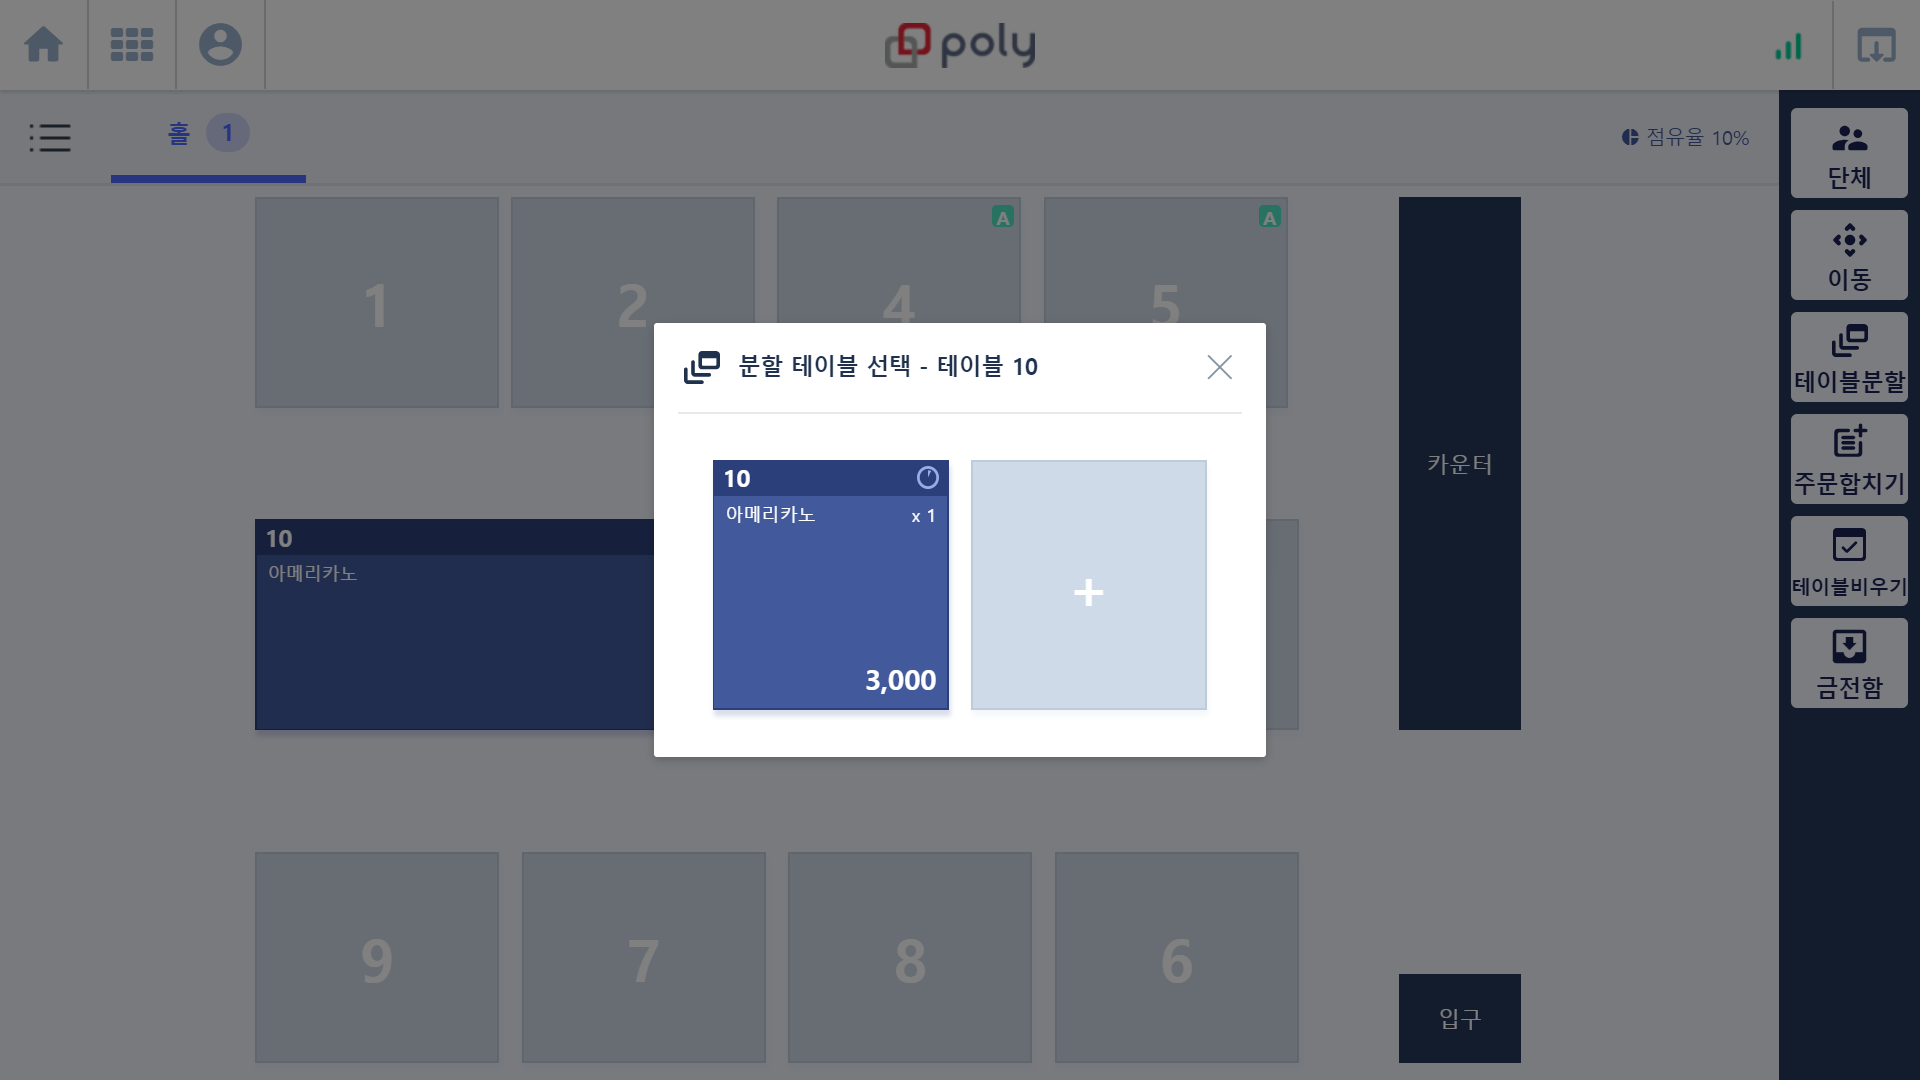 poly
홀 1
점유율 10%
단체
이동
테이블분할
주문합치기
테이블비우기
금전함
1
2
A
4
A
5
카운터
분할 테이블 선택 - 테이블 10
10
아메리카노 x 1
3,000
+
10
아메리카노
9
7
8
6
입구